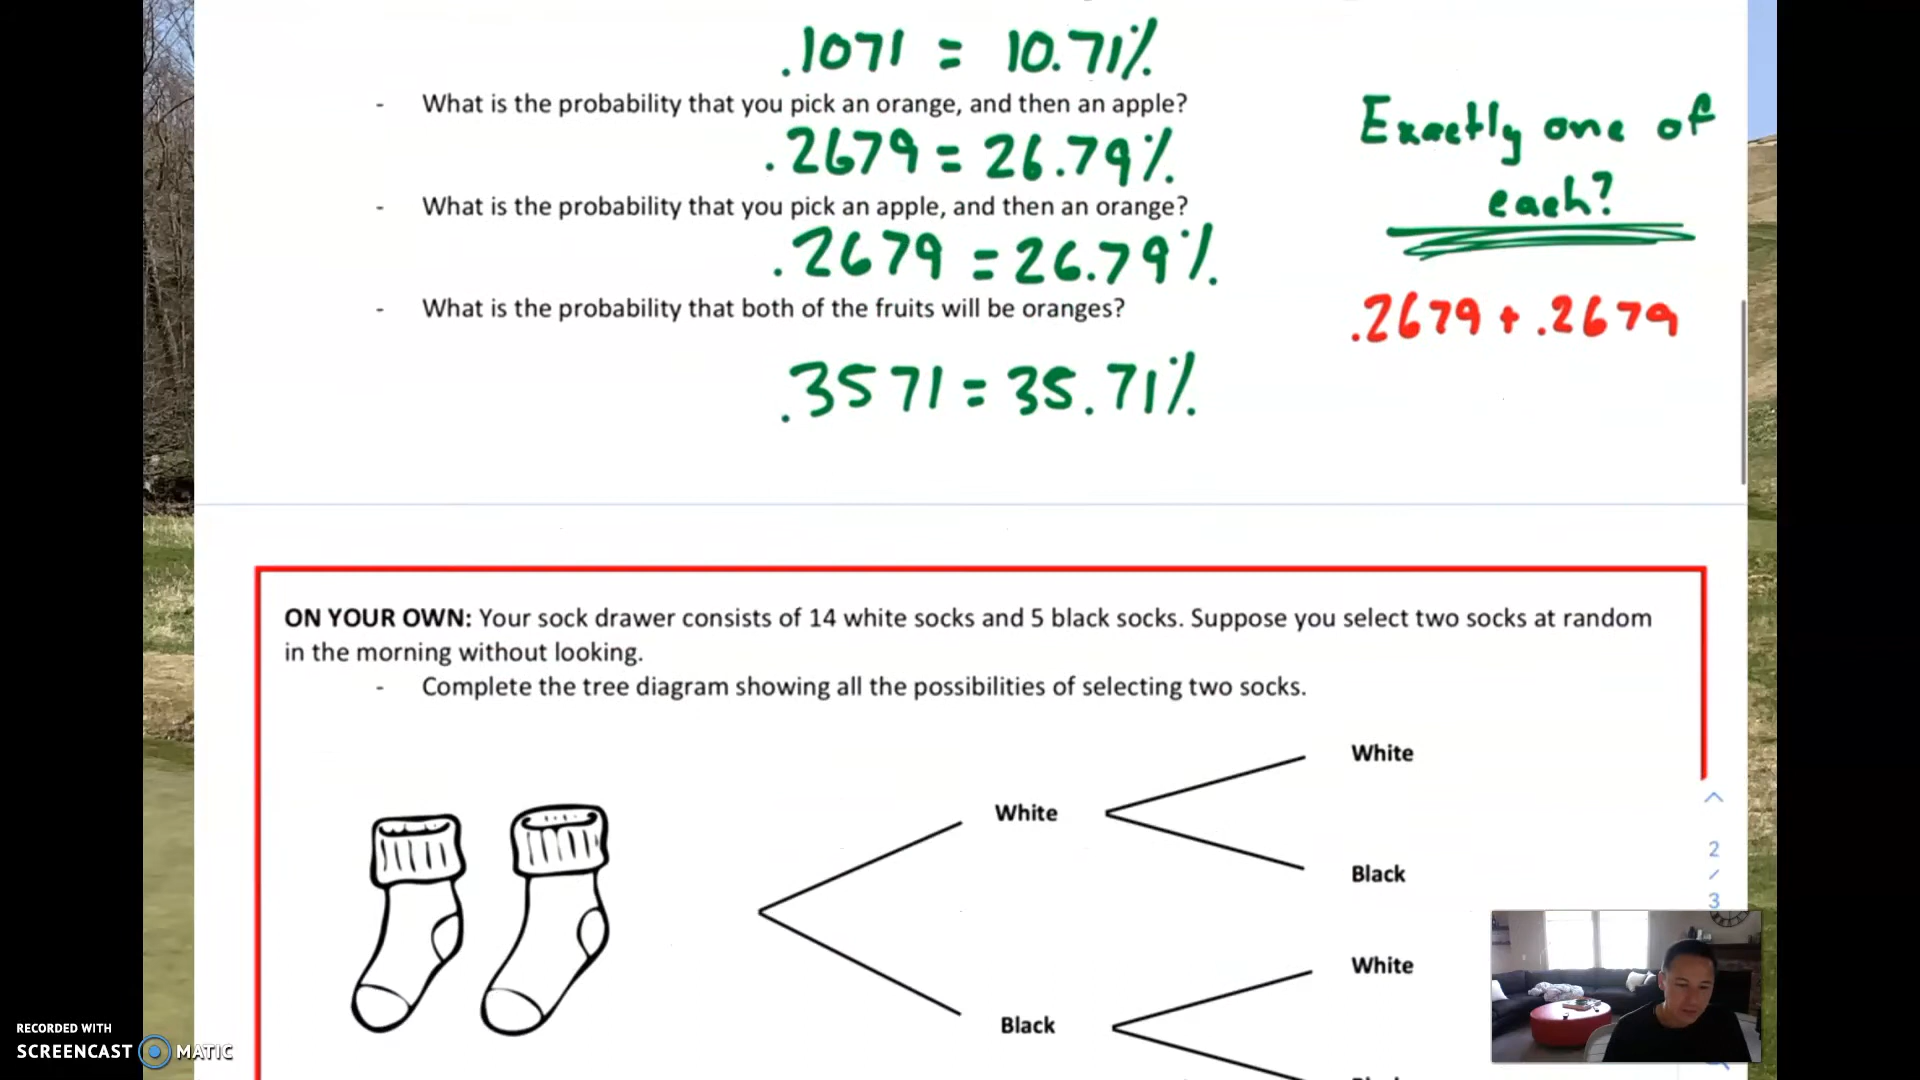 .1071 = 10.71%
- What is the probability that you pick an orange, and then an apple?
.2679 = 26.79%
- What is the probability that you pick an apple, and then an orange?
.2679 = 26.79%
- What is the probability that both of the fruits will be oranges?
.3571 = 35.71%
Exactly one of
each?
.2679 + .2679
ON YOUR OWN: Your sock drawer consists of 14 white socks and 5 black socks. Suppose you select two socks at random
in the morning without looking.
- Complete the tree diagram showing all the possibilities of selecting two socks.
White
White
Black
White
Black
2
/
3
RECORDED WITH
SCREENCAST MATIC